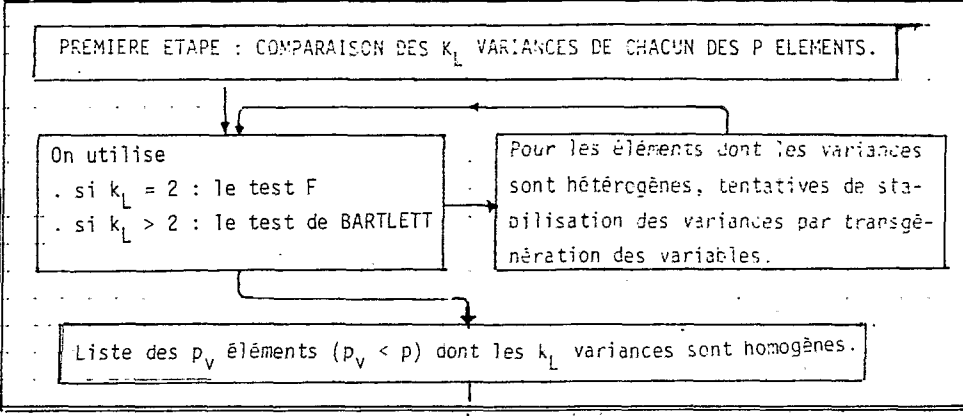 PREMIERE ETAPE : COMPARAISON DES k_L VARIANCES DE CHACUN DES P ELEMENTS.
On utilise
. si k_L = 2 : le test F
. si k_L > 2 : le test de BARTLETT
Pour les éléments dont les variances
sont hétérogènes, tentatives de sta-
bilisation des variances par transgé-
nération des variables.
Liste des p_v éléments (p_v < p) dont les k_L variances sont homogènes.